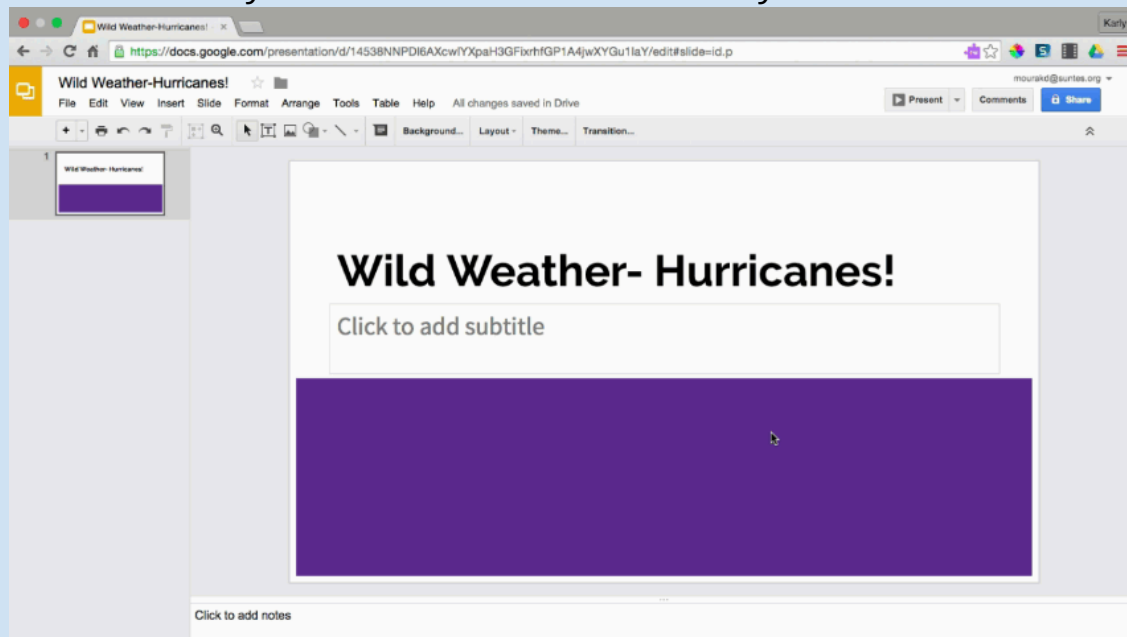 Wild Weather-Hurricanes!
Karly
https://docs.google.com/presentation/d/14538NNPDI6AXcwIYXpaH3GFixrhfGP1A4jwXYGu1IaY/edit#slide=id.p
Wild Weather-Hurricanes!
mourakd@suntes.org
File Edit View Insert Slide Format Arrange Tools Table Help All changes saved in Drive
Present Comments Share
Background... Layout Theme... Transition...
1
Wild Weather- Hurricanes!
Wild Weather- Hurricanes!
Click to add subtitle
Click to add notes